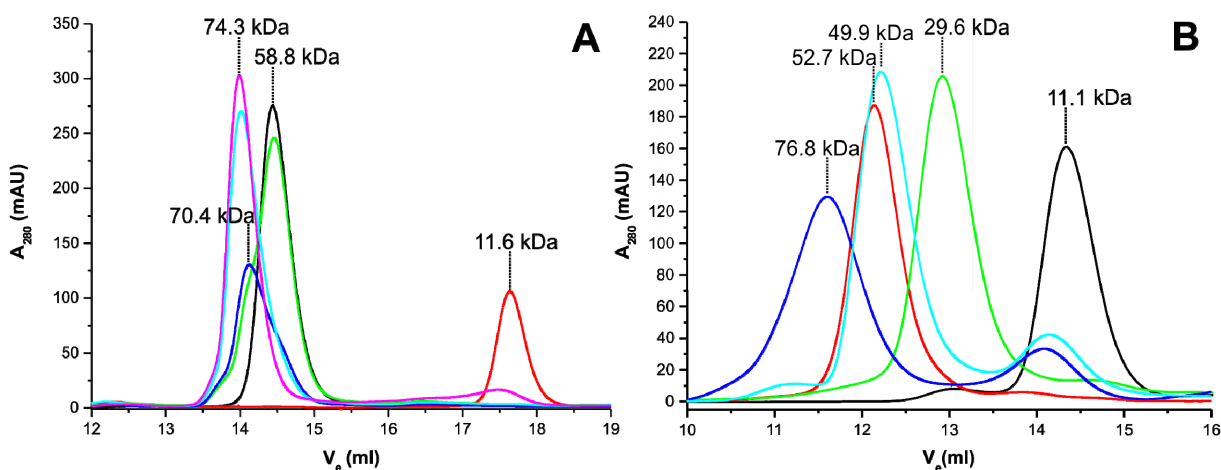 A
74.3 kDa
58.8 kDa
70.4 kDa
11.6 kDa
A280 (mAU)
350
300
250
200
150
100
50
0
12 13 14 15 16 17 18 19
Ve (ml)
B
49.9 kDa 29.6 kDa
52.7 kDa
11.1 kDa
76.8 kDa
A280 (mAU)
240
220
200
180
160
140
120
100
80
60
40
20
0
10 11 12 13 14 15 16
Ve(ml)